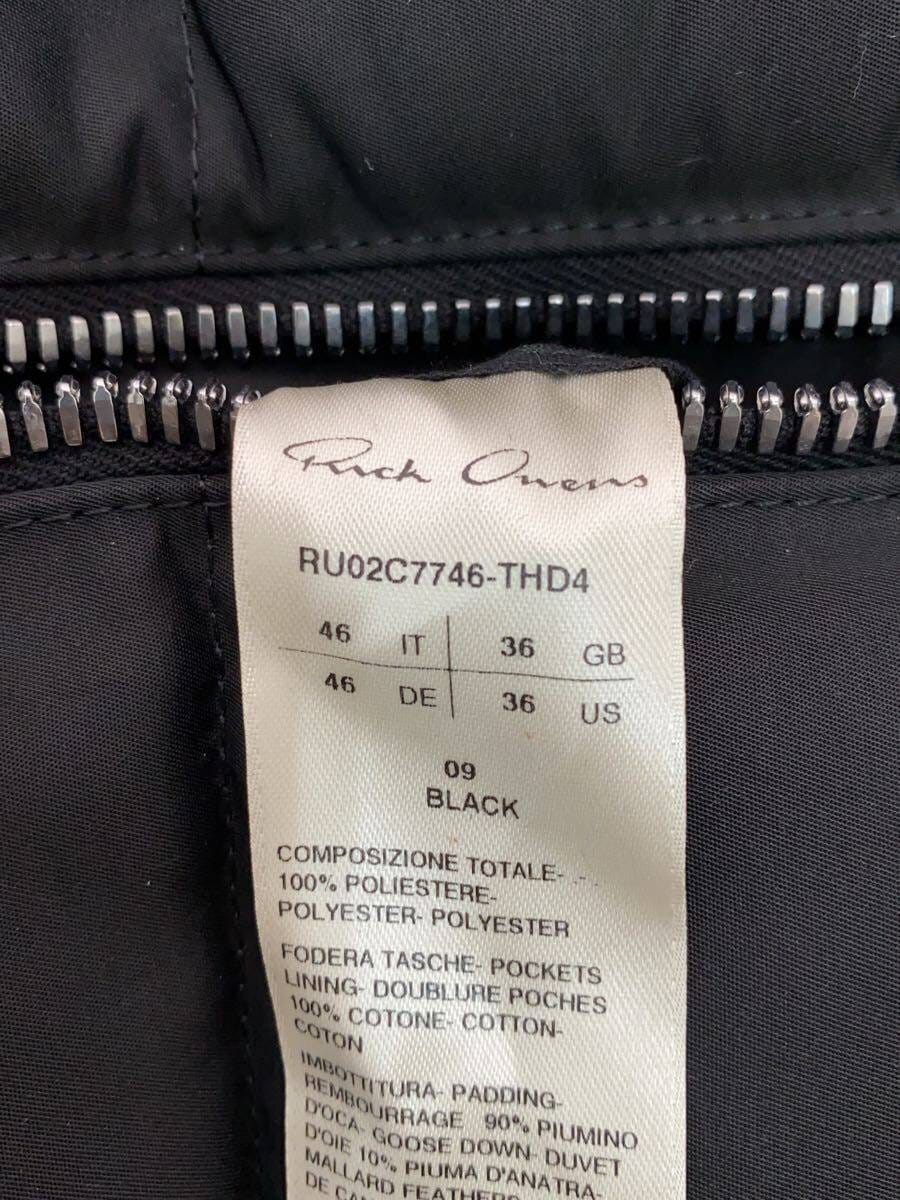 Rick Owens
RU02C7746-THD4
46 IT 36 GB
46 DE 36 US
09
BLACK
COMPOSIZIONE TOTALE- .- .
100% POLIESTERE-
POLYESTER- POLYESTER
FODERA TASCHE- POCKETS
LINING- DOUBLURE POCHES
100% COTONE- COTTON-
COTON
IMBOTTITURA- PADDING-
REMBOURRAGE 90% PIUMINO
D'OCA- GOOSE DOWN- DUVET
D'OIE 10% PIUMA D'ANATRA-
MALLARD FEATHERS-
DE